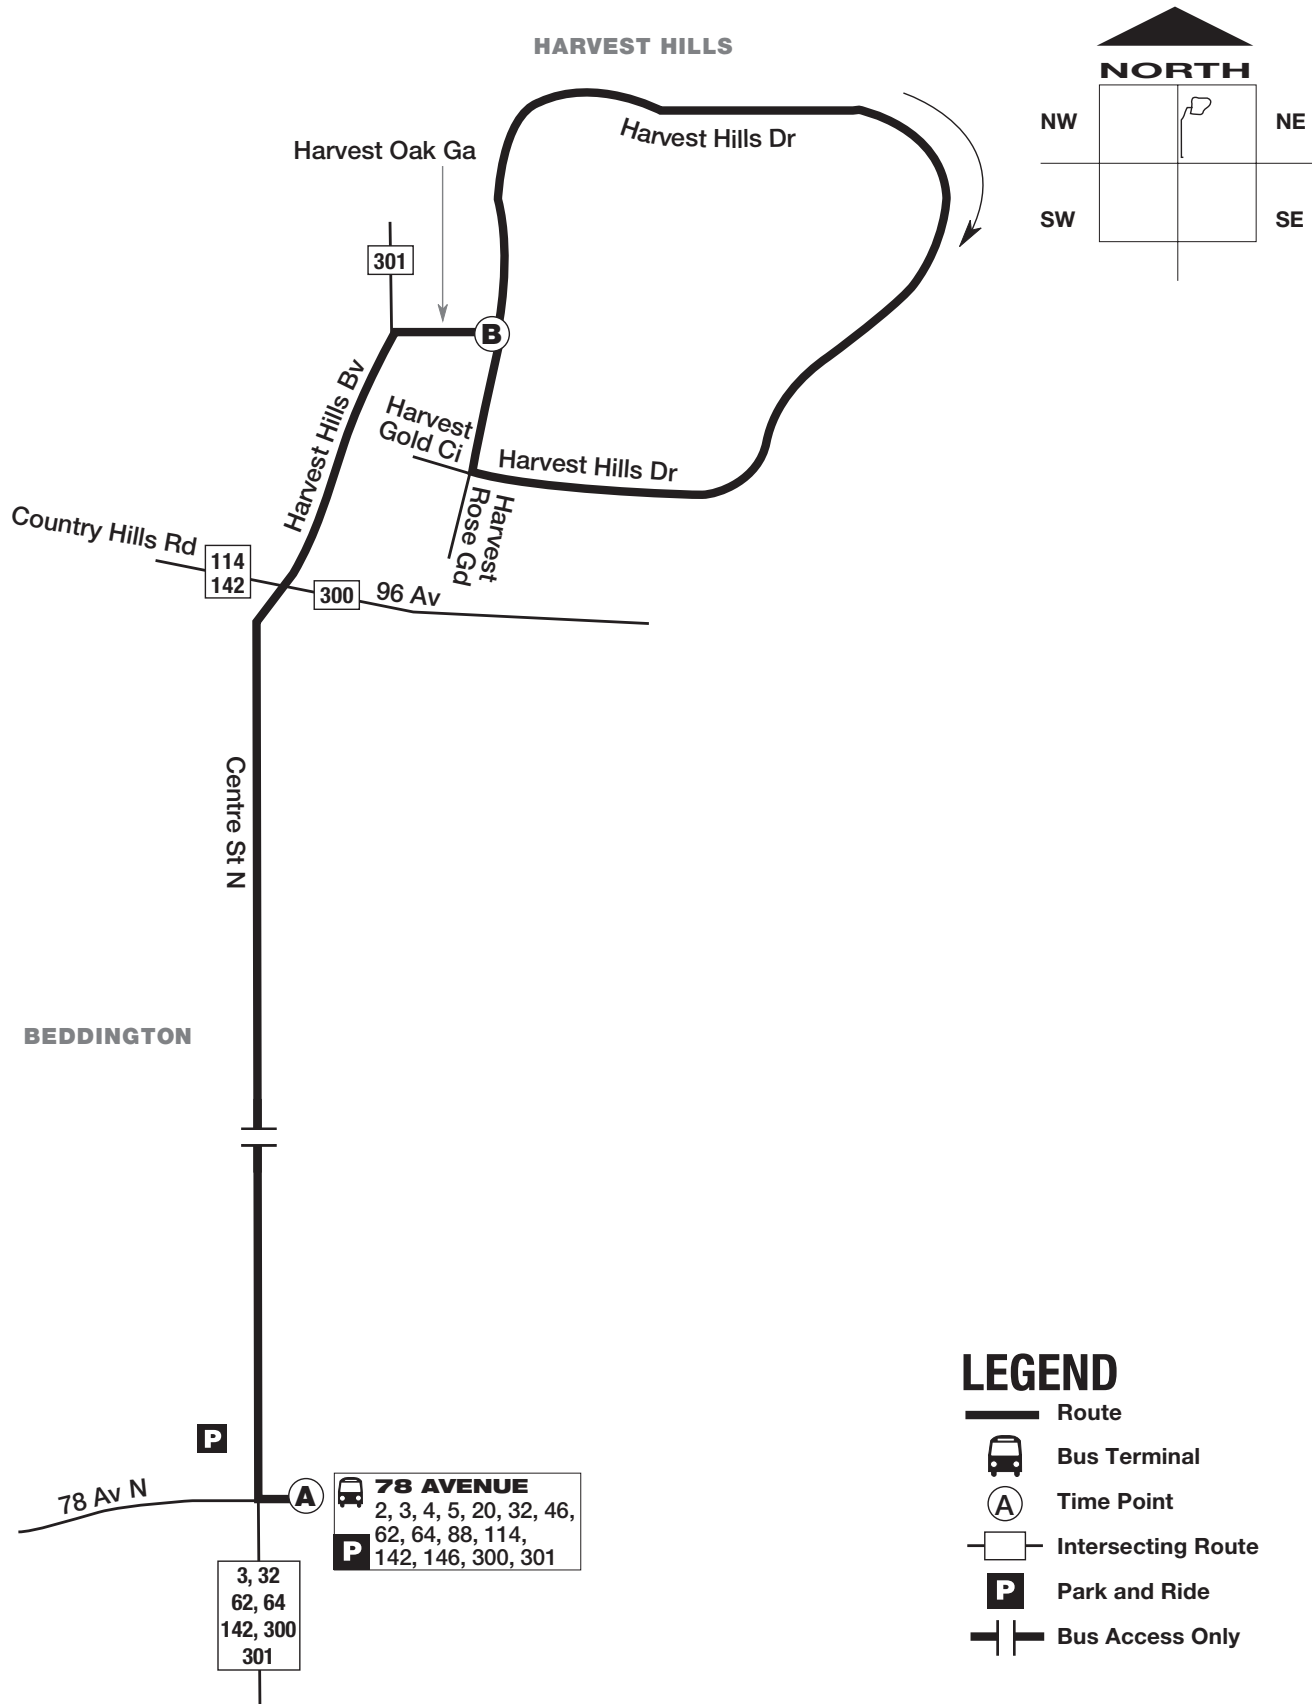 HARVEST HILLS
NORTH
NW
NE
SW
SE
Harvest Hills Dr
Harvest Oak Ga
301
B
Harvest Hills Bv
Harvest
Gold Ci
Harvest Hills Dr
Harvest
Rose Gd
Country Hills Rd
114
142
300
96 Av
Centre St N
BEDDINGTON
P
78 Av N
A
78 AVENUE
2, 3, 4, 5, 20, 32, 46,
62, 64, 88, 114,
142, 146, 300, 301
P
3, 32
62, 64
142, 300
301
LEGEND
Route
Bus Terminal
A Time Point
Intersecting Route
P Park and Ride
Bus Access Only